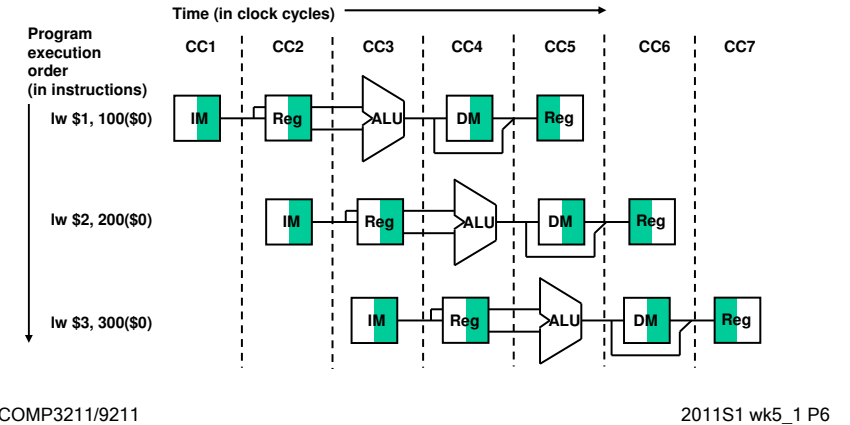 Time (in clock cycles)
Program
execution
order
(in instructions)
CC1 CC2 CC3 CC4 CC5 CC6 CC7
lw $1, 100($0) IM Reg ALU DM Reg
lw $2, 200($0) IM Reg ALU DM Reg
lw $3, 300($0) IM Reg ALU DM Reg
COMP3211/9211 2011S1 wk5_1 P6